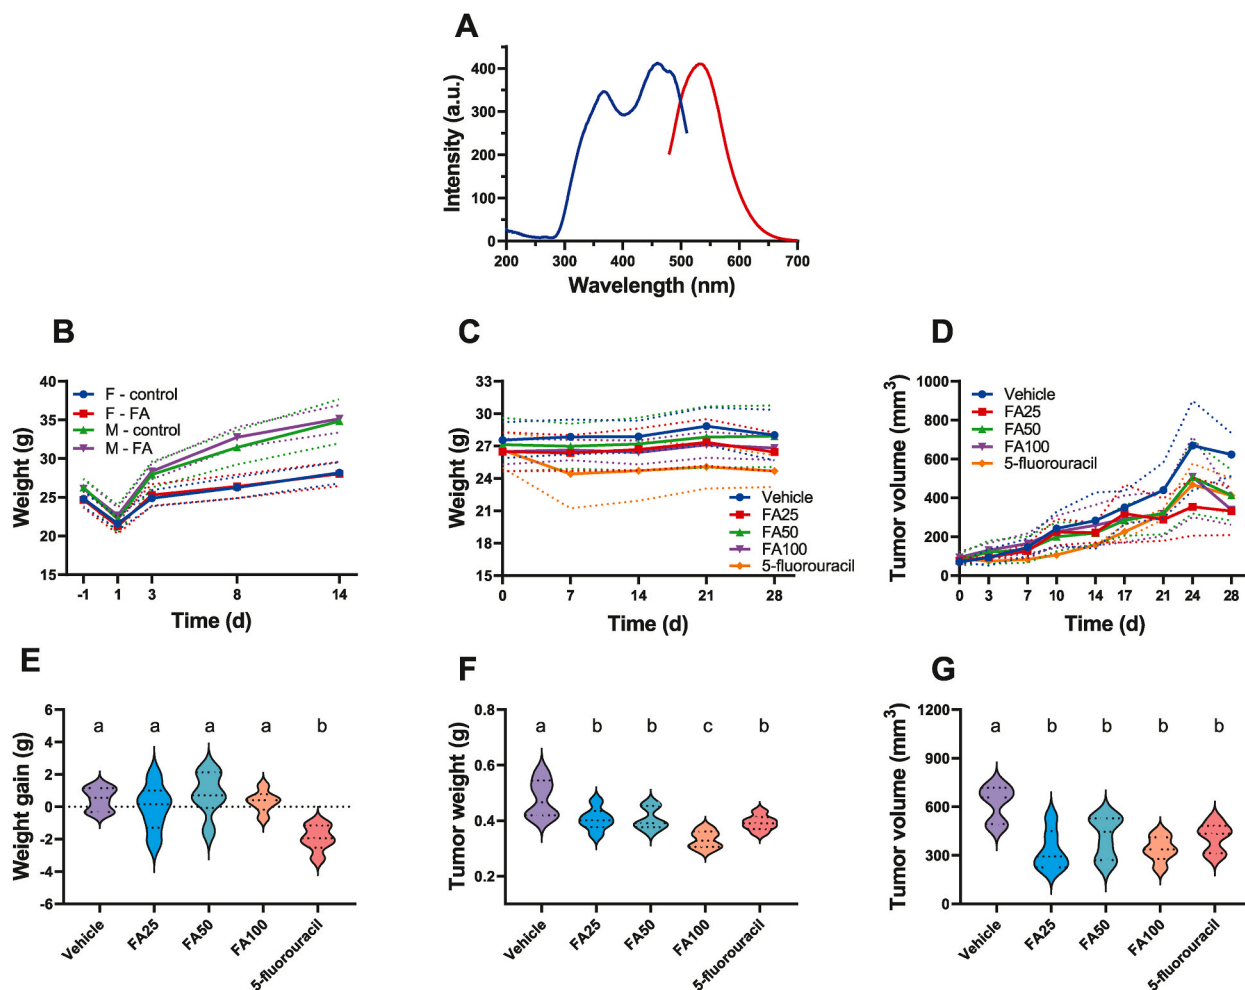 A
Intensity (a.u.)
400
300
200
100
0
200 300 400 500 600 700
Wavelength (nm)
B
Weight (g)
40
35
30
25
20
15
F - control
F - FA
M - control
M - FA
-1 1 3 8 14
Time (d)
C
Weight (g)
33
30
27
24
21
18
15
Vehicle
FA25
FA50
FA100
5-fluorouracil
0 7 14 21 28
Time (d)
D
Tumor volume (mm³)
1000
800
600
400
200
0
Vehicle
FA25
FA50
FA100
5-fluorouracil
0 3 7 10 14 17 21 24 28
Time (d)
E
Weight gain (g)
6
4
2
0
-2
-4
-6
a a a a b
Vehicle FA25 FA50 FA100 5-fluorouracil
F
Tumor weight (g)
0.8
0.6
0.4
0.2
a b b c b
Vehicle FA25 FA50 FA100 5-fluorouracil
G
Tumor volume (mm³)
1200
900
600
300
0
a b b b b
Vehicle FA25 FA50 FA100 5-fluorouracil